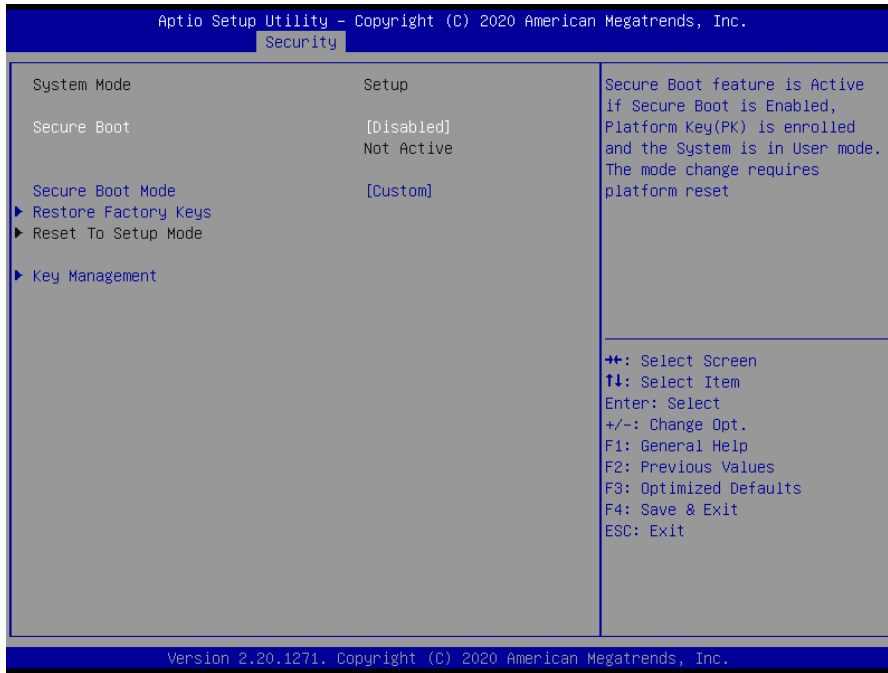 Aptio Setup Utility – Copyright (C) 2020 American Megatrends, Inc.
Security
System Mode Setup
Secure Boot [Disabled]
Not Active
Secure Boot Mode [Custom]
Restore Factory Keys
Reset To Setup Mode
Key Management
Secure Boot feature is Active
if Secure Boot is Enabled,
Platform Key(PK) is enrolled
and the System is in User mode.
The mode change requires
platform reset
→←: Select Screen
↑↓: Select Item
Enter: Select
+/-: Change Opt.
F1: General Help
F2: Previous Values
F3: Optimized Defaults
F4: Save & Exit
ESC: Exit
Version 2.20.1271. Copyright (C) 2020 American Megatrends, Inc.